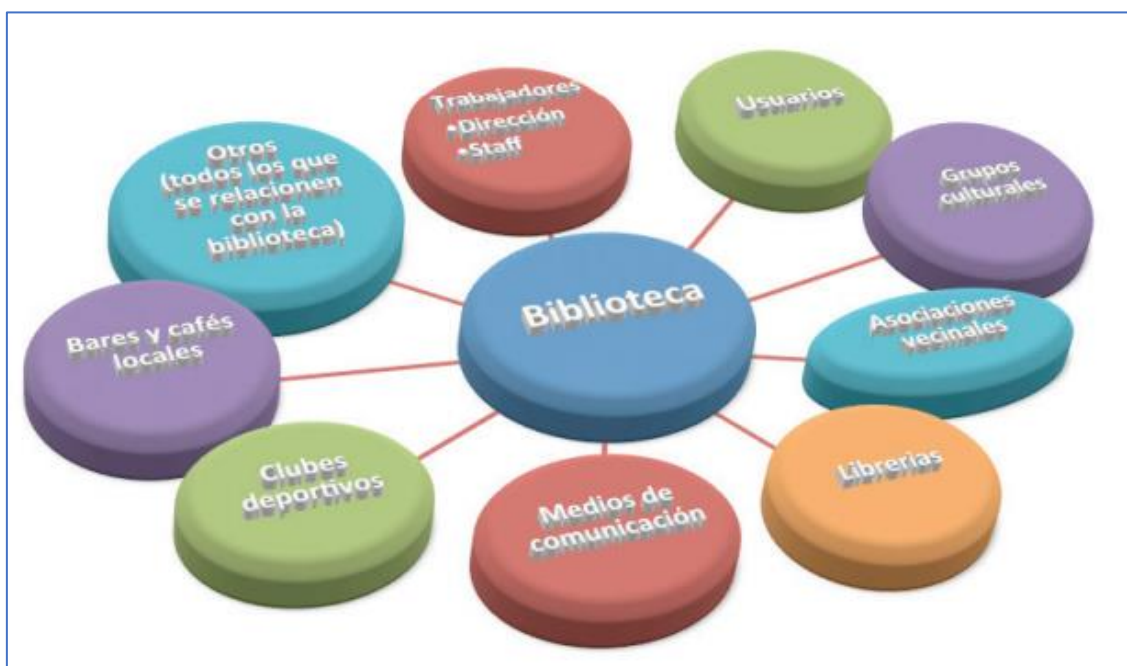 Trabajadores
•Dirección
•Staff
Usuarios
Grupos
culturales
Asociaciones
vecinales
Librerias
Medios de
comunicación
Clubes
deportivos
Bares y cafés
locales
Otros
(todos los que
se relacionen
con la
biblioteca)
Biblioteca